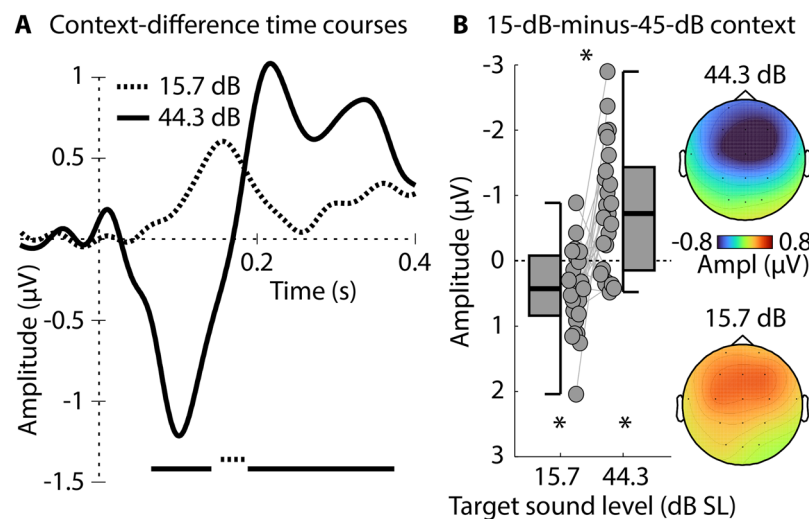 A Context-difference time courses
1
0.5
-0.5
-1
-1.5
Amplitude (µV)
15.7 dB
44.3 dB
0.2
0.4
Time (s)
B 15-dB-minus-45-dB context
*
-3
-2
-1
0
1
2
3
Amplitude (µV)
* *
15.7 44.3
Target sound level (dB SL)
44.3 dB
-0.8 0.8
Ampl (µV)
15.7 dB